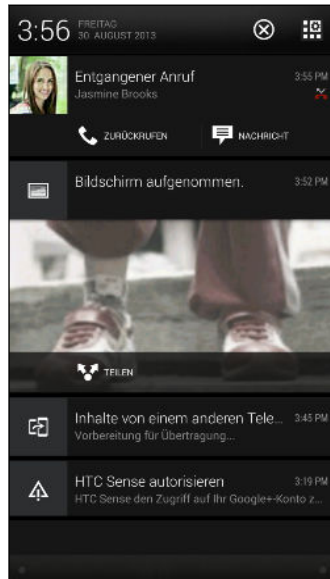 3:56 FREITAG
30. AUGUST 2013
Entgangener Anruf 3:55 PM
Jasmine Brooks
ZURÜCKRUFEN NACHRICHT
Bildschirm aufgenommen. 3:52 PM
TEILEN
Inhalte von einem anderen Tele... 3:45 PM
Vorbereitung für Übertragung...
HTC Sense autorisieren 3:19 PM
HTC Sense den Zugriff auf Ihr Google+-Konto z...